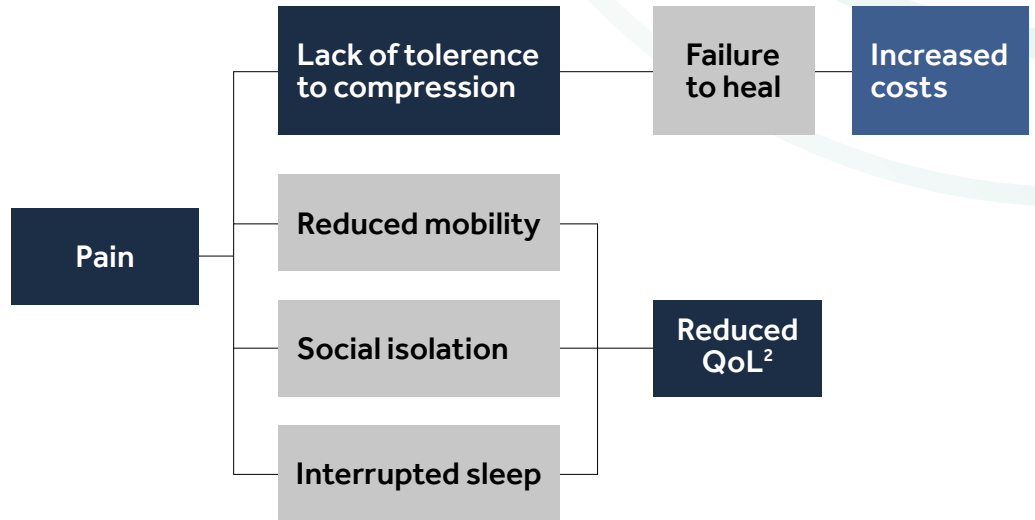 Lack of tolerence
to compression
Failure
to heal
Increased
costs
Pain
Reduced mobility
Social isolation
Interrupted sleep
Reduced
QoL²